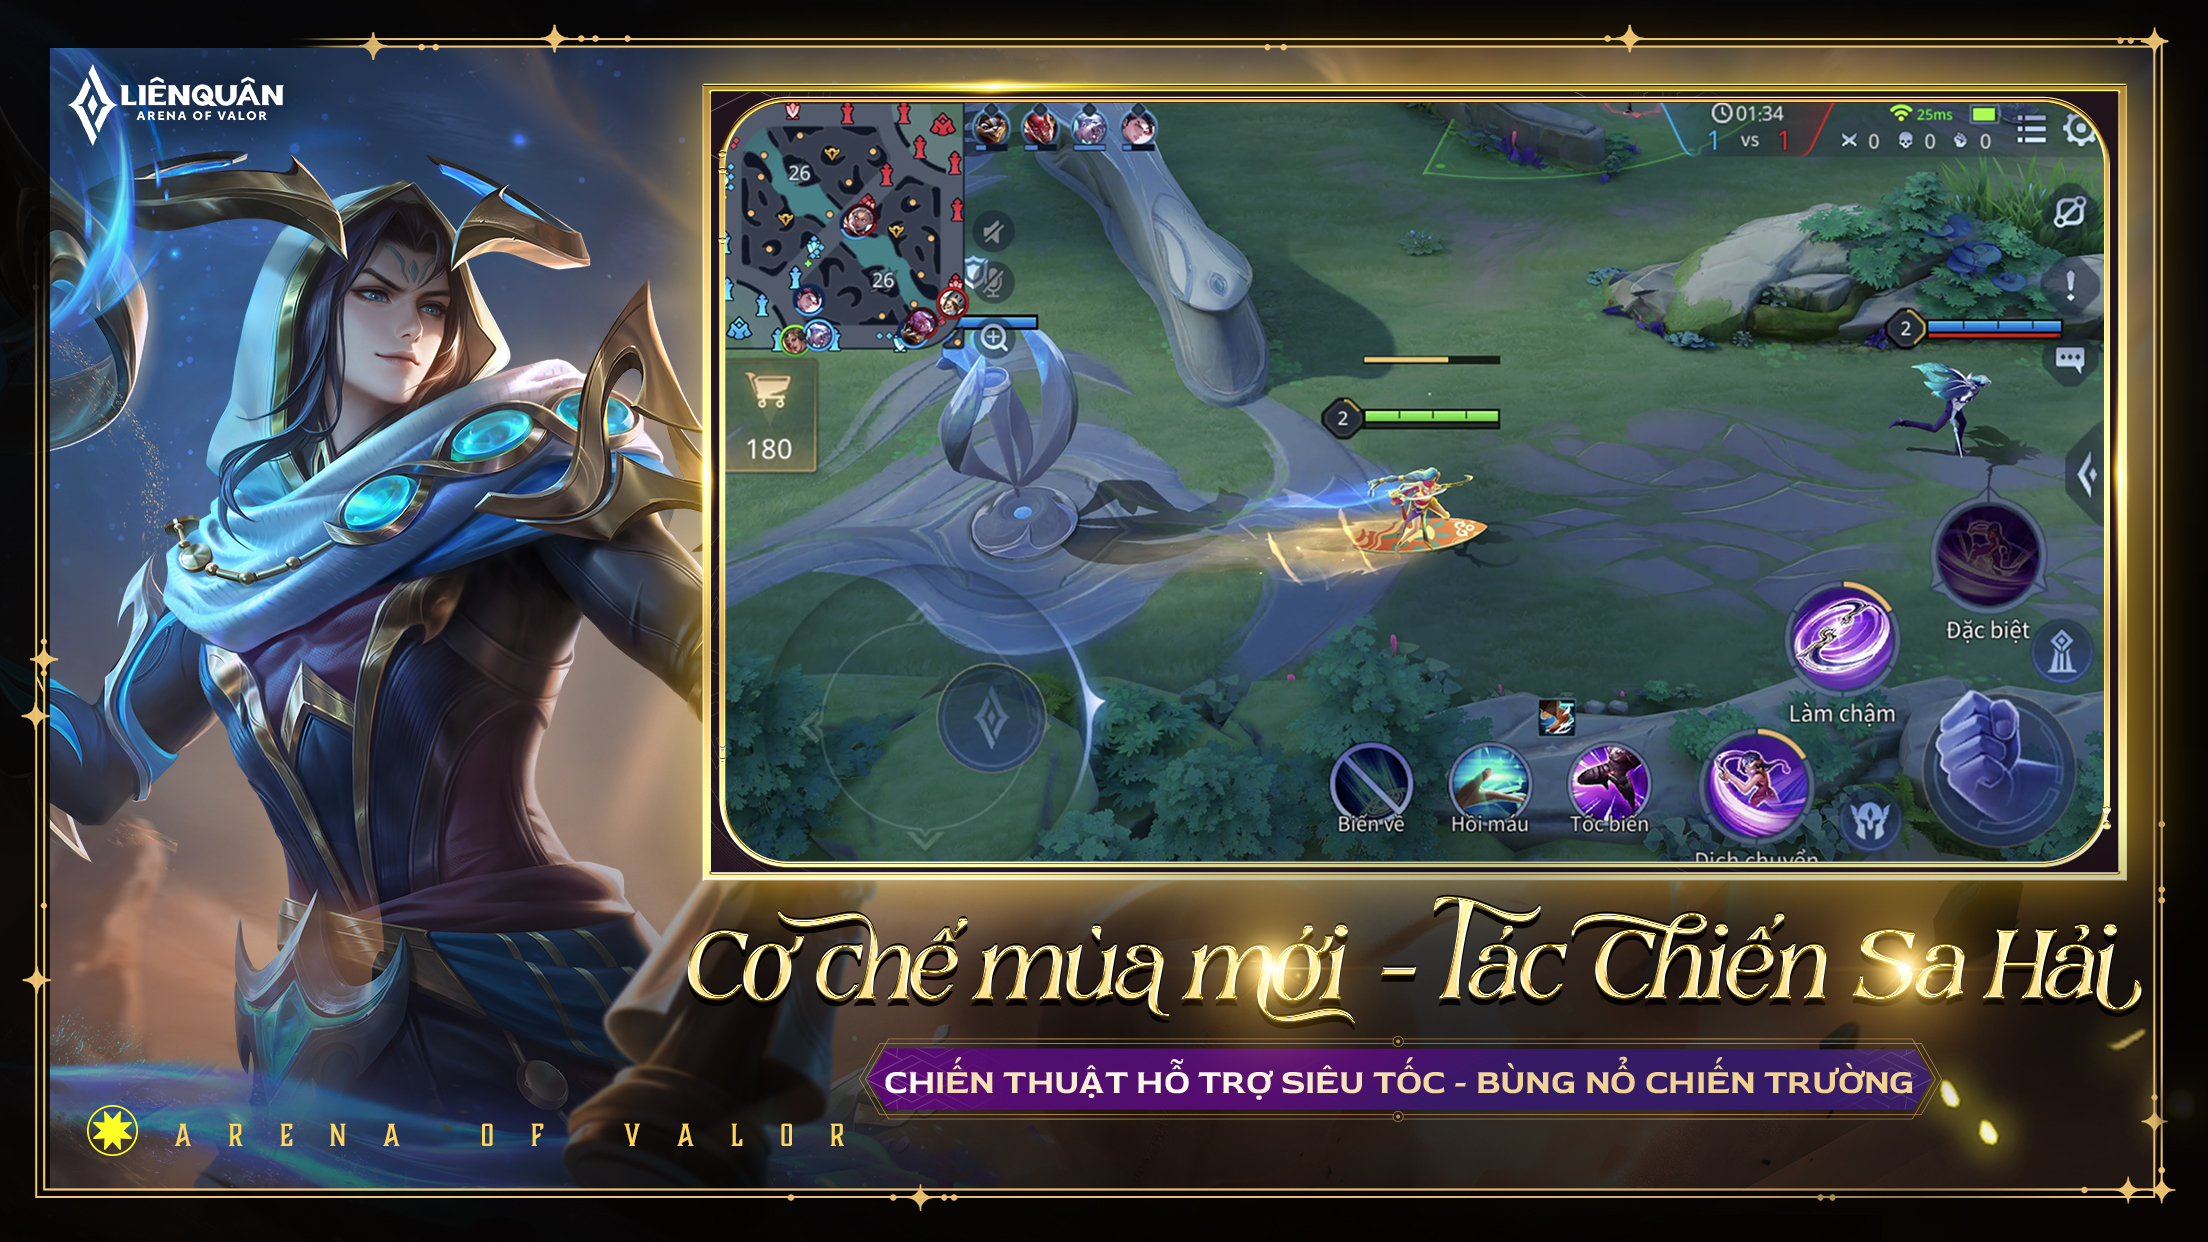 LIÊNQUÂN
ARENA OF VALOR
26
26
180
01:34
1 vs 1
25ms
0 0 0
2
2
Đặc biệt
Làm chậm
Biến về
Hồi máu
Tốc biến
Dịch chuyển
Cơ chế mùa mới - Tác Chiến Sa Hải
CHIẾN THUẬT HỖ TRỢ SIÊU TỐC - BÙNG NỔ CHIẾN TRƯỜNG
ARENA OF VALOR